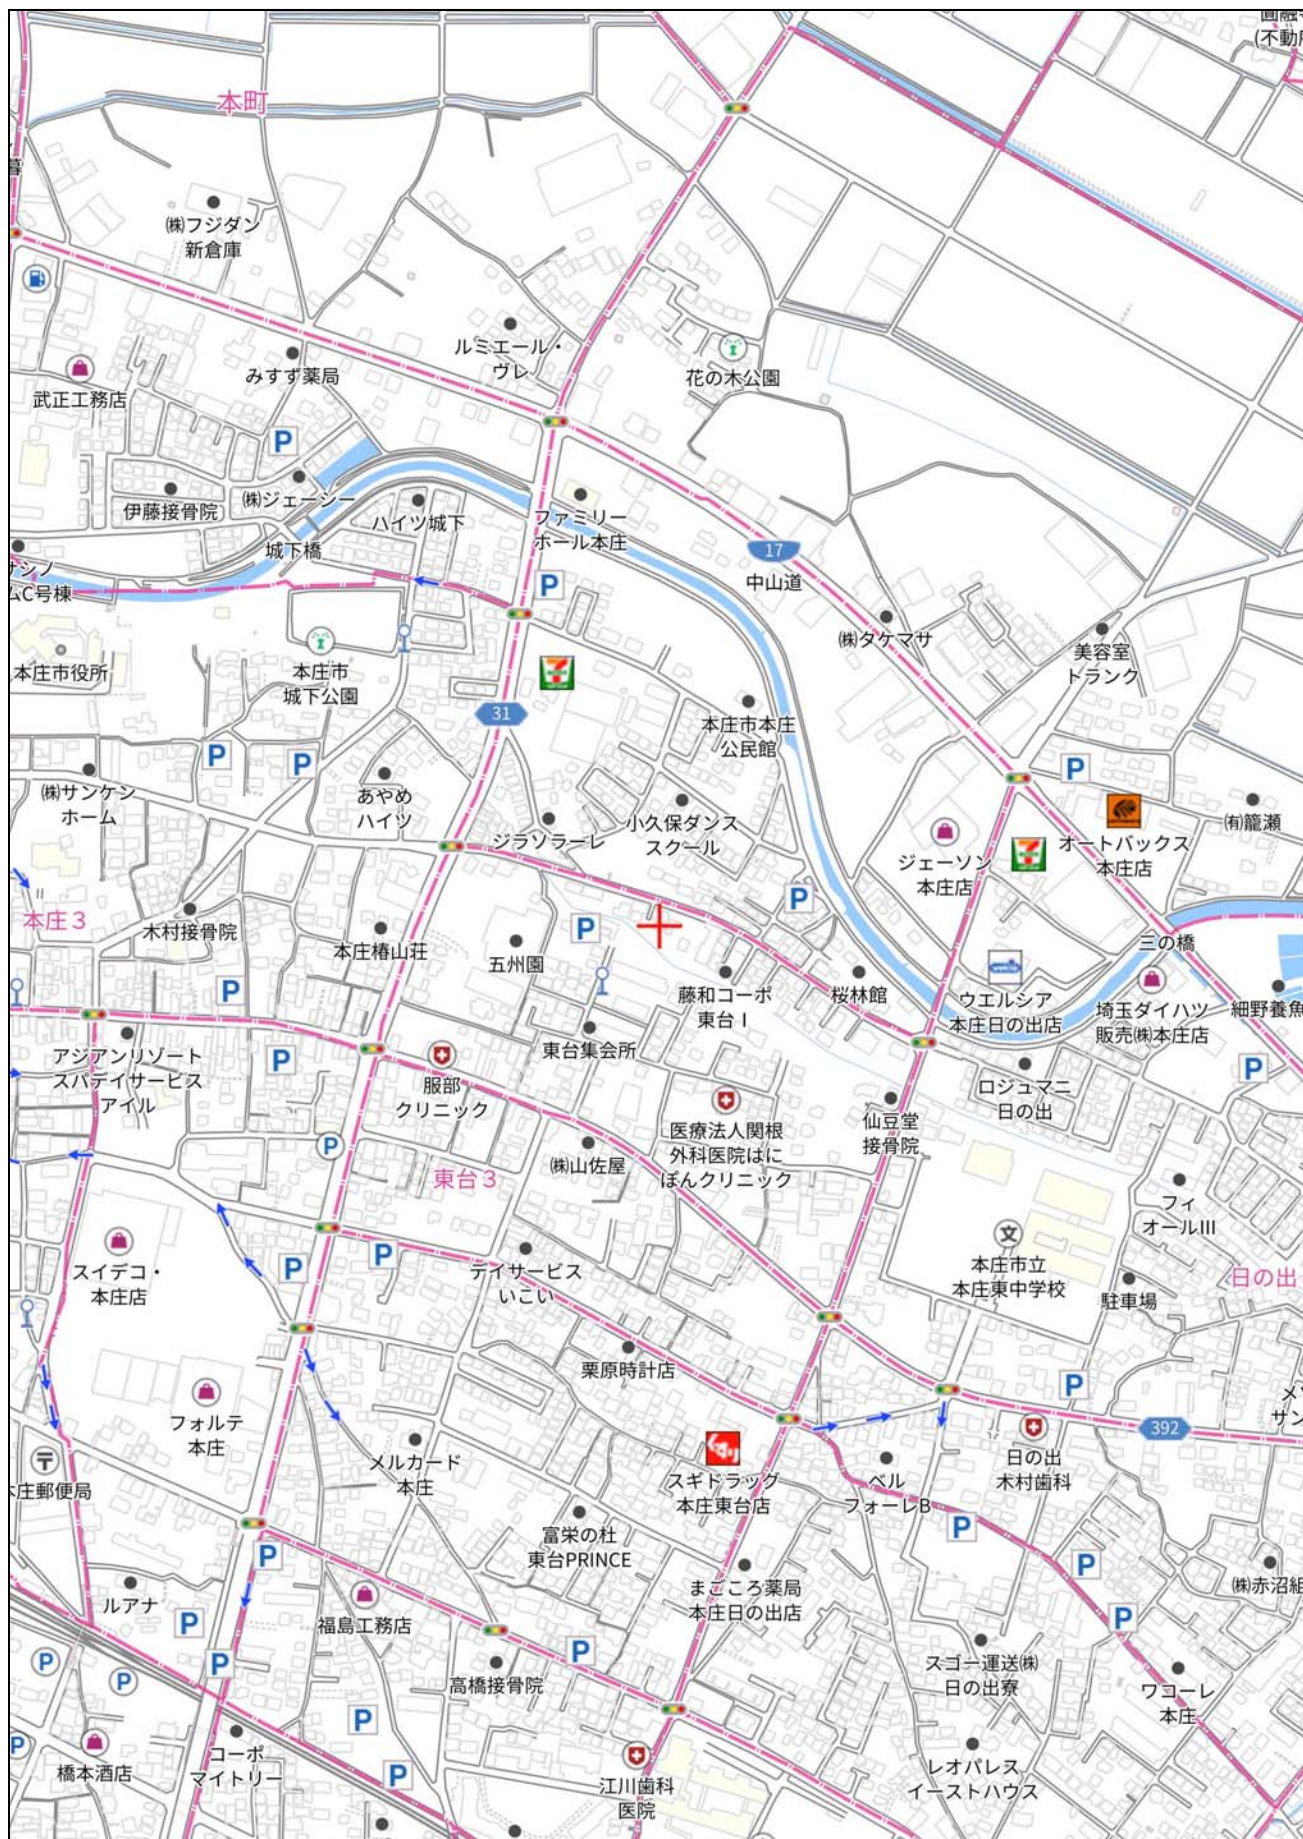 (不動
本町
㈱フジダン
新倉庫
ルミエール・
ヴレ
みすず薬局
花の木公園
武正工務店
P
㈱ジェーシー
伊藤接骨院
ハイツ城下
ファミリー
ホール本庄
城下橋
17
中山道
ムC号棟
P
㈱タケマサ
美容室
トランク
本庄市役所
本庄市
城下公園
31
本庄市本庄
公民館
P
P
P
㈱サンケン
ホーム
あやめ
ハイツ
ジラソラーレ
小久保ダンス
スクール
オートバックス
本庄店
㈲籠瀬
ジェーソン
本庄店
P
本庄3
木村接骨院
本庄椿山荘
P
五州園
三の橋
P
藤和コーポ
東台Ⅰ
桜林館
ウエルシア
本庄日の出店
埼玉ダイハツ
販売㈱本庄店
細野養魚
東台集会所
アジアンリゾート
スパデイサービス
アイル
P
服部
クリニック
ロジュマニ
日の出
P
医療法人関根
外科医院はに
ぽんクリニック
仙豆堂
接骨院
P
㈱山佐屋
東台3
フィ
オールIII
文
スイデコ・
本庄店
P
P
デイサービス
いこい
本庄市立
本庄東中学校
日の出
駐車場
栗原時計店
P
フォルテ
本庄
392
メルカード
本庄
日の出
木村歯科
本庄郵便局
スギドラッグ
本庄東台店
ベル
フォーレB
P
富栄の杜
東台PRINCE
P
P
まごころ薬局
本庄日の出店
㈱赤沼組
ルアナ
P
福島工務店
P
P
P
高橋接骨院
スゴー運送㈱
日の出寮
ワコーレ
本庄
P
P
P
P
コーポ
マイトリー
橋本酒店
P
江川歯科
医院
レオパレス
イーストハウス